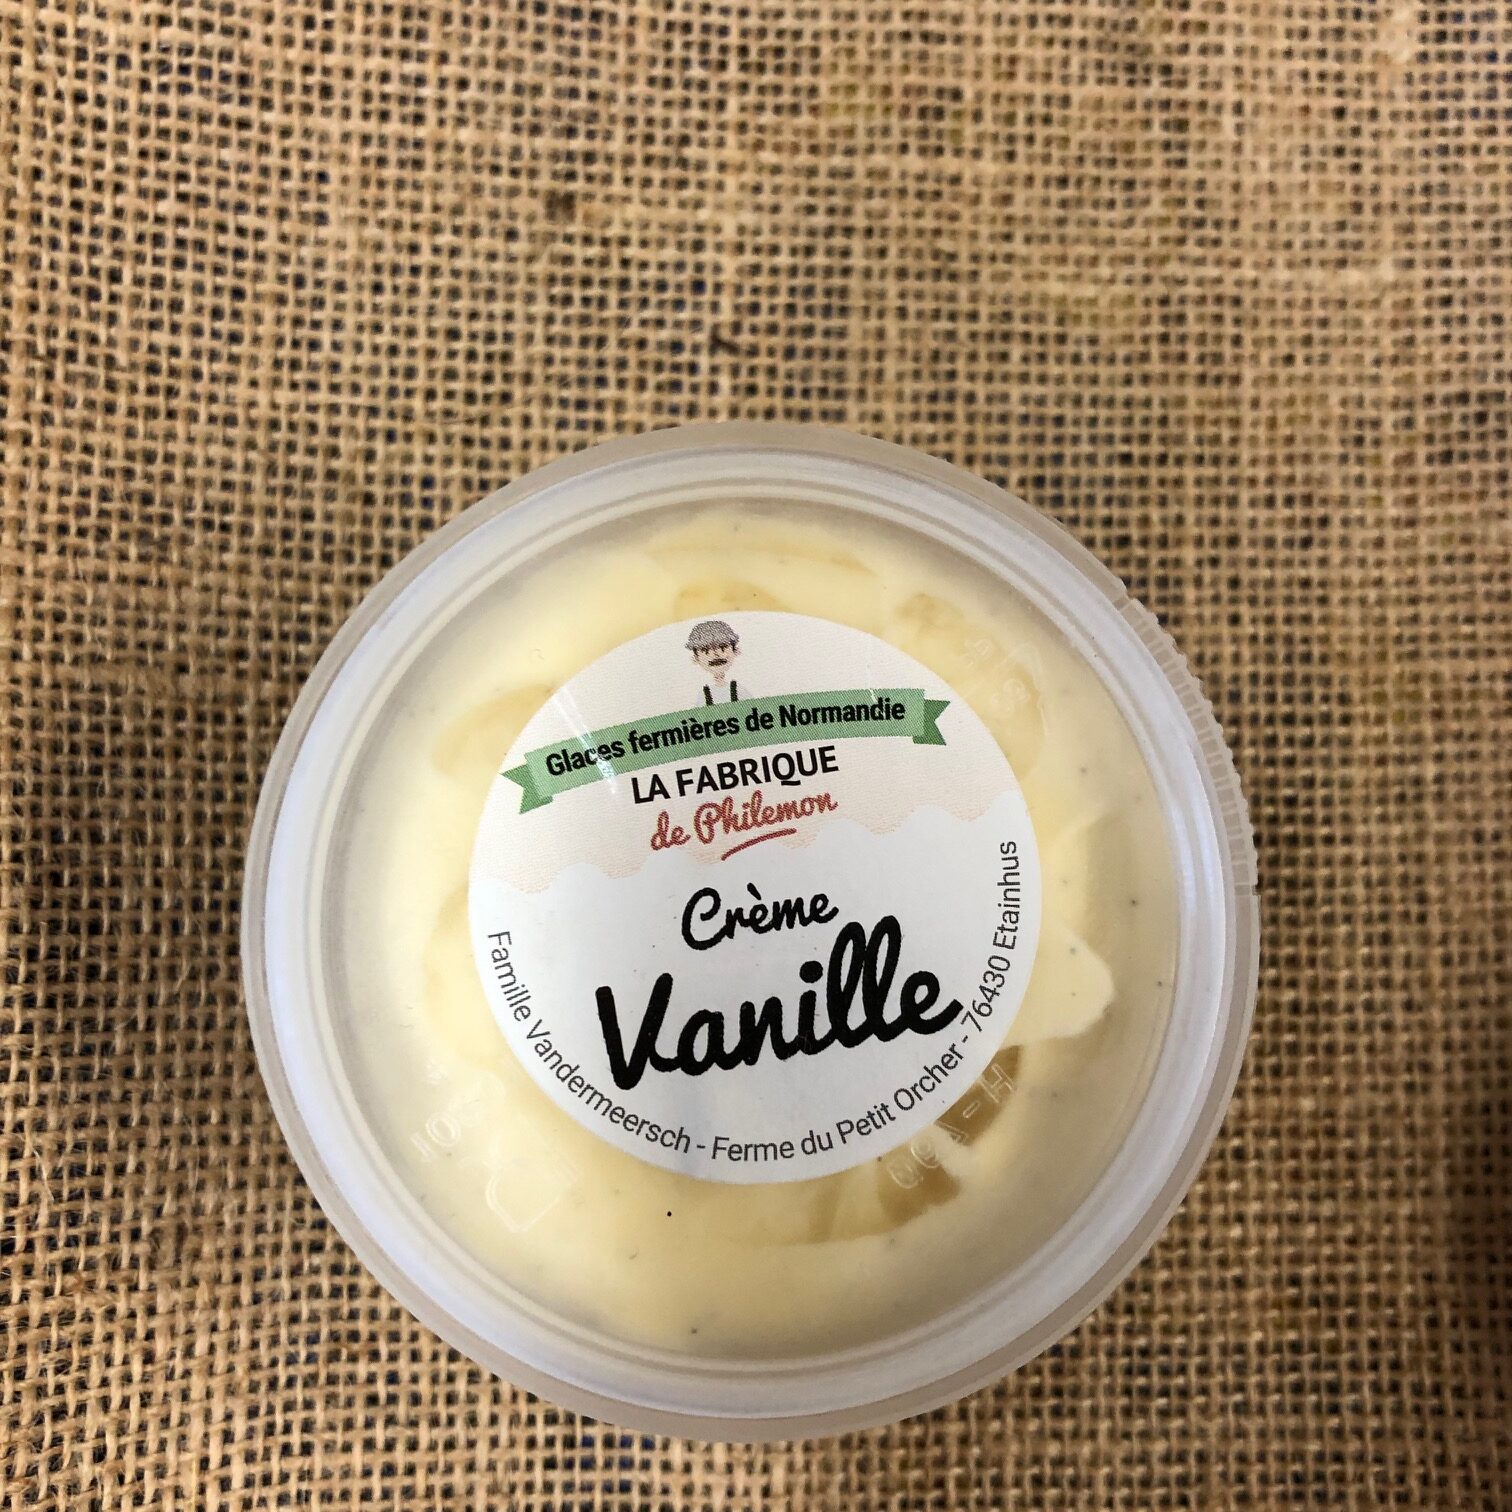 Glaces fermières de Normandie
LA FABRIQUE
de Philemon
Crème
Vanille
Famille Vandermeersch - Ferme du Petit Orcher - 76430 Etainhus